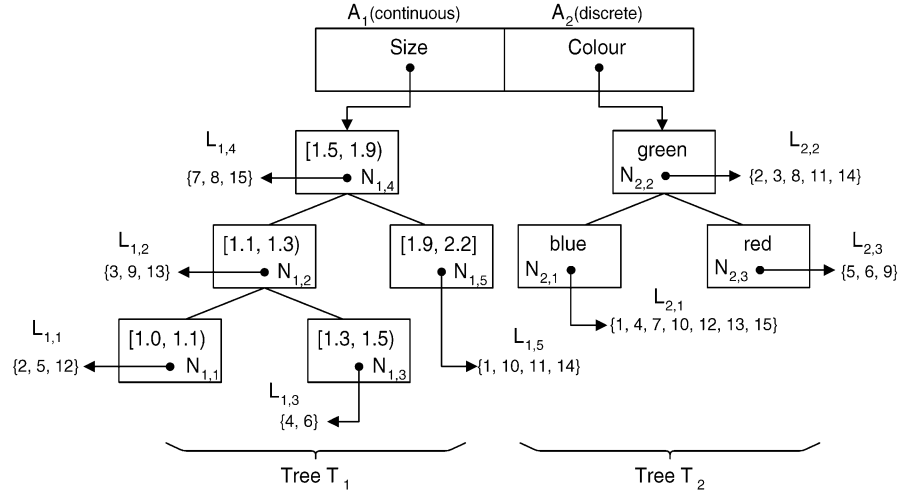 A1(continuous) A2(discrete)
Size Colour
L1,4 [1.5, 1.9) green L2,2
{7, 8, 15} N1,4 N2,2 {2, 3, 8, 11, 14}
L1,2 [1.1, 1.3) [1.9, 2.2] blue red L2,3
{3, 9, 13} N1,2 N1,5 N2,1 N2,3 {5, 6, 9}
L2,1
L1,1 [1.0, 1.1) [1.3, 1.5) L1,5 {1, 4, 7, 10, 12, 13, 15}
{2, 5, 12} N1,1 N1,3 {1, 10, 11, 14}
L1,3
{4, 6}
Tree T1 Tree T2